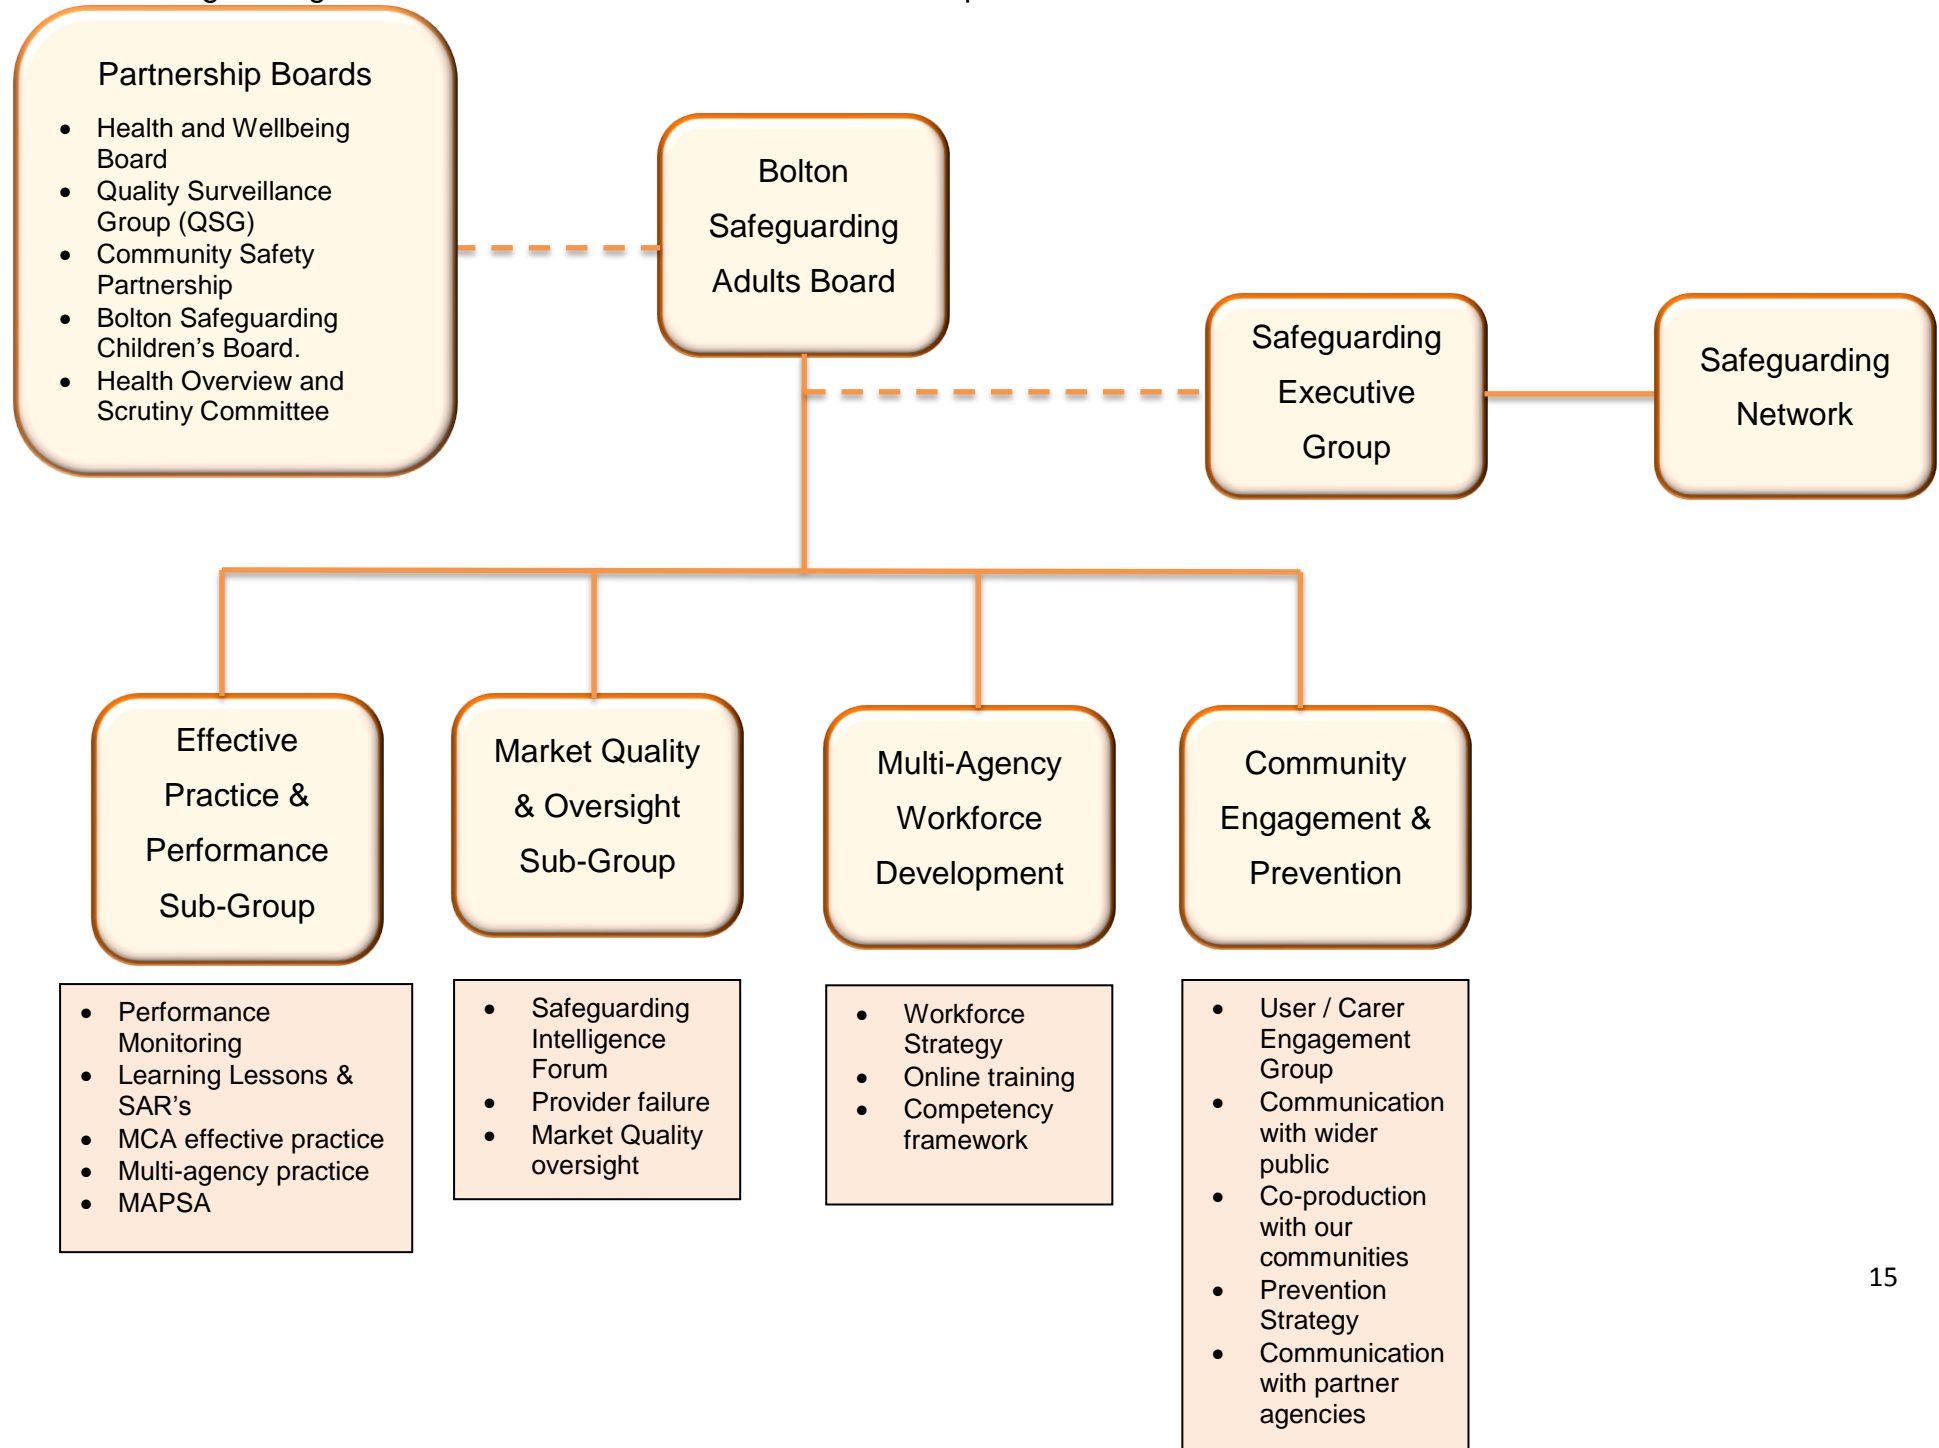 Partnership Boards
• Health and Wellbeing
Board
• Quality Surveillance
Group (QSG)
• Community Safety
Partnership
• Bolton Safeguarding
Children’s Board.
• Health Overview and
Scrutiny Committee
Bolton
Safeguarding
Adults Board
Safeguarding
Executive
Group
Safeguarding
Network
Effective
Practice &
Performance
Sub-Group
Market Quality
& Oversight
Sub-Group
Multi-Agency
Workforce
Development
Community
Engagement &
Prevention
• Performance
Monitoring
• Learning Lessons &
SAR’s
• MCA effective practice
• Multi-agency practice
• MAPSA
• Safeguarding
Intelligence
Forum
• Provider failure
• Market Quality
oversight
• Workforce
Strategy
• Online training
• Competency
framework
• User / Carer
Engagement
Group
• Communication
with wider
public
• Co-production
with our
communities
• Prevention
Strategy
• Communication
with partner
agencies
15